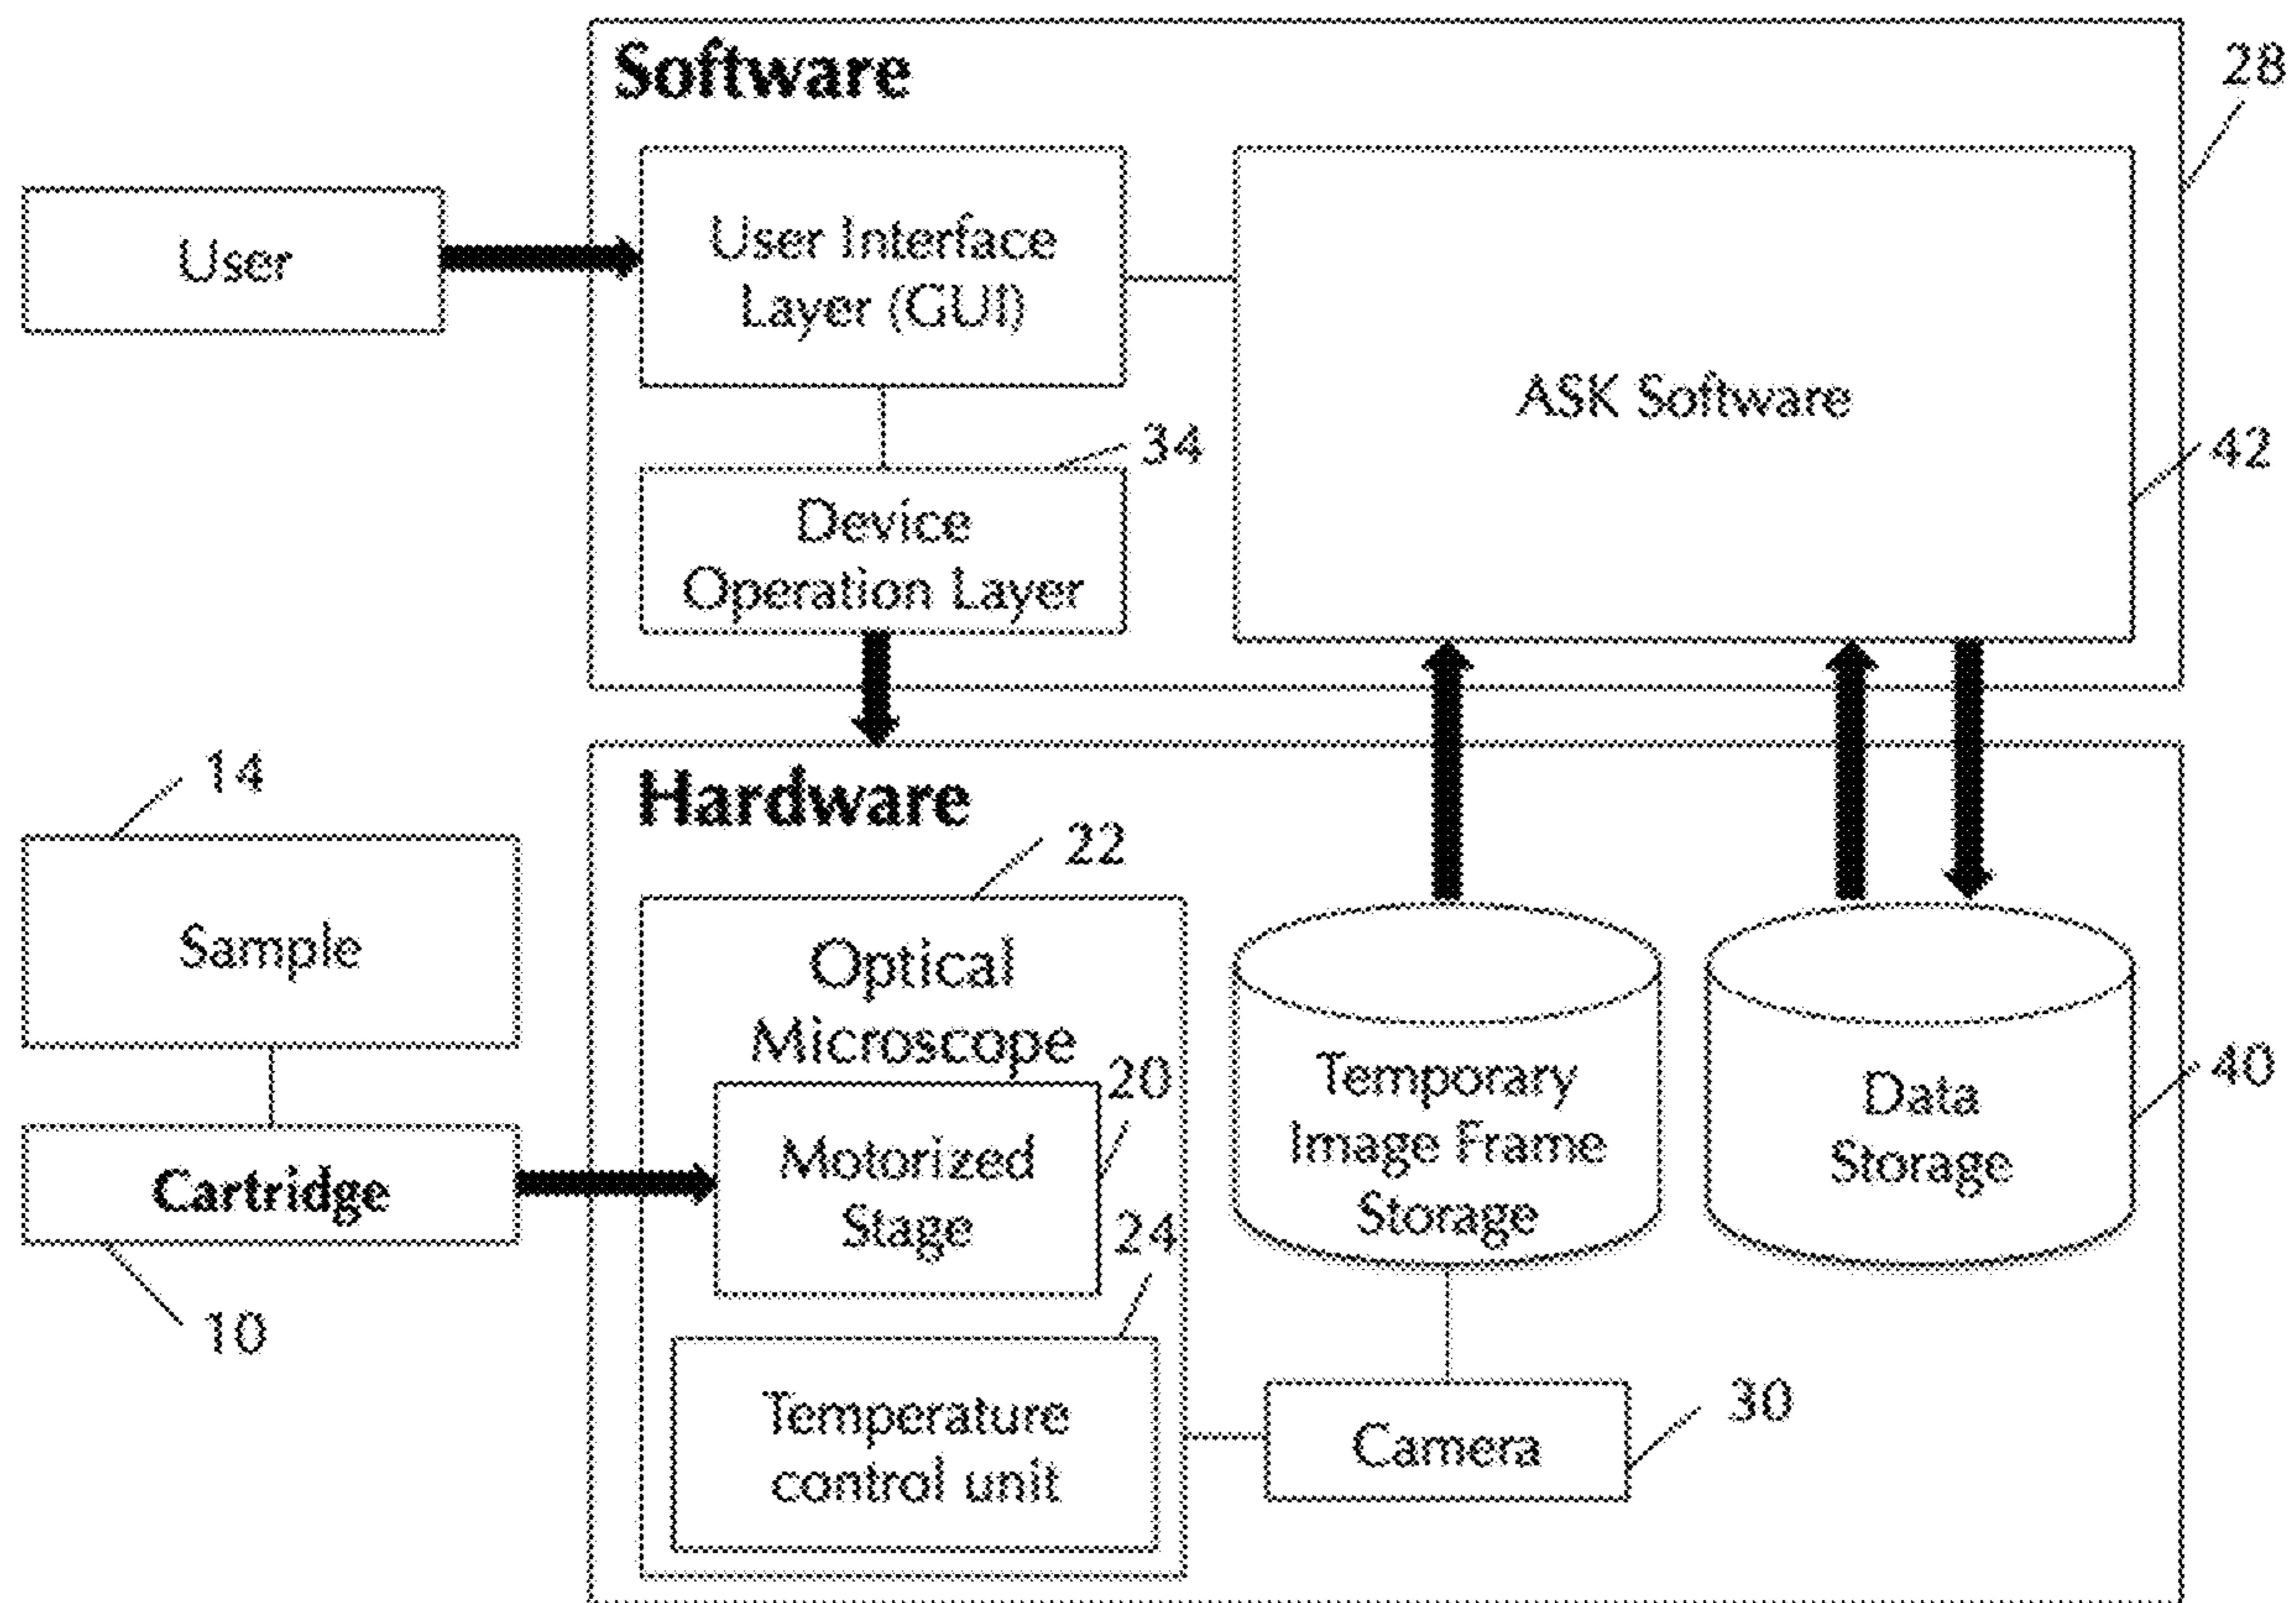 Software
28
User
User Interface
Layer (GUI)
ASK Software
34
42
Device
Operation Layer
Hardware
14
22
Sample
Optical
Microscope
20
Temporary
Image Frame
Storage
Data
Storage
40
Cartridge
Motorized
Stage
24
10
Temperature
control unit
Camera
30